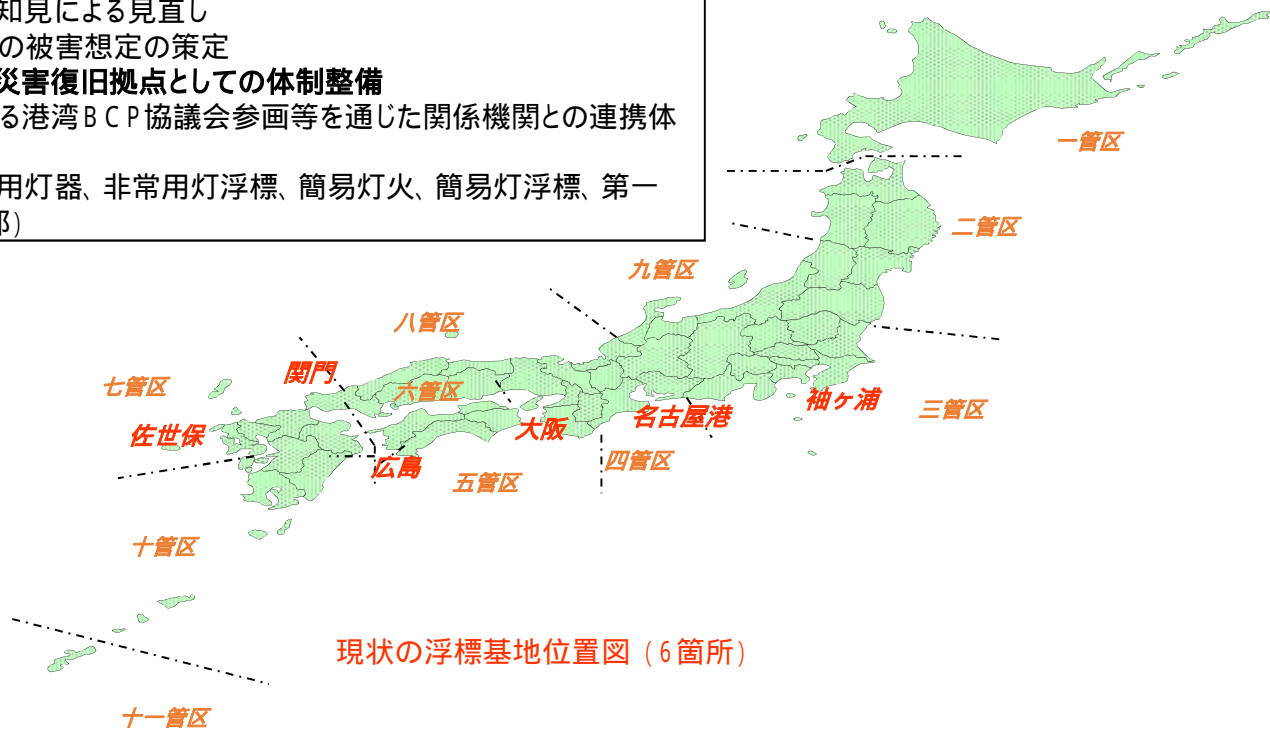 知見による見直し
の被害想定の策定
災害復旧拠点としての体制整備
る港湾BCP協議会参画等を通じた関係機関との連携体
用灯器、非常用灯浮標、簡易灯火、簡易灯浮標、第一
部)
一管区
二管区
九管区
八管区
関門
七管区
六管区
袖ヶ浦
三管区
名古屋港
大阪
佐世保
四管区
広島
五管区
十管区
現状の浮標基地位置図(6箇所)
十一管区